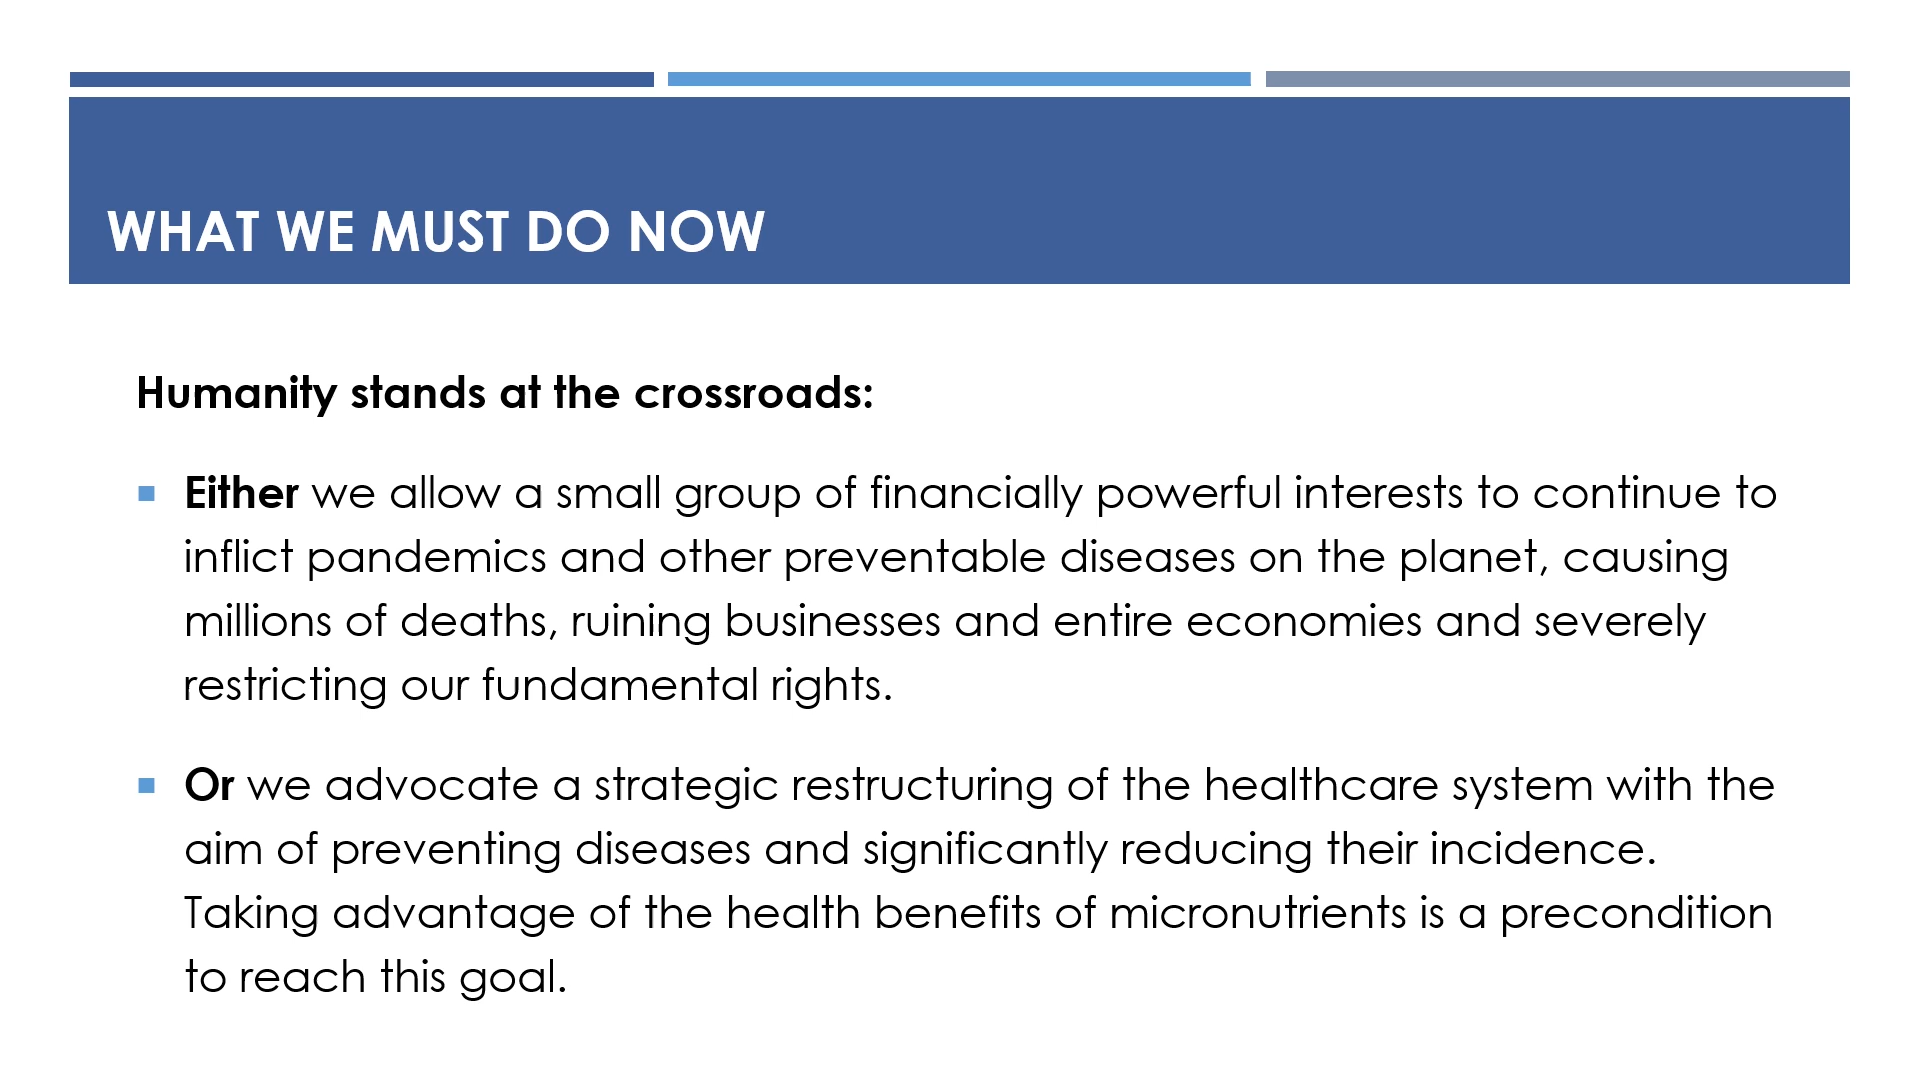 WHAT WE MUST DO NOW
Humanity stands at the crossroads:
Either we allow a small group of financially powerful interests to continue to
inflict pandemics and other preventable diseases on the planet, causing
millions of deaths, ruining businesses and entire economies and severely
restricting our fundamental rights.
Or we advocate a strategic restructuring of the healthcare system with the
aim of preventing diseases and significantly reducing their incidence.
Taking advantage of the health benefits of micronutrients is a precondition
to reach this goal.